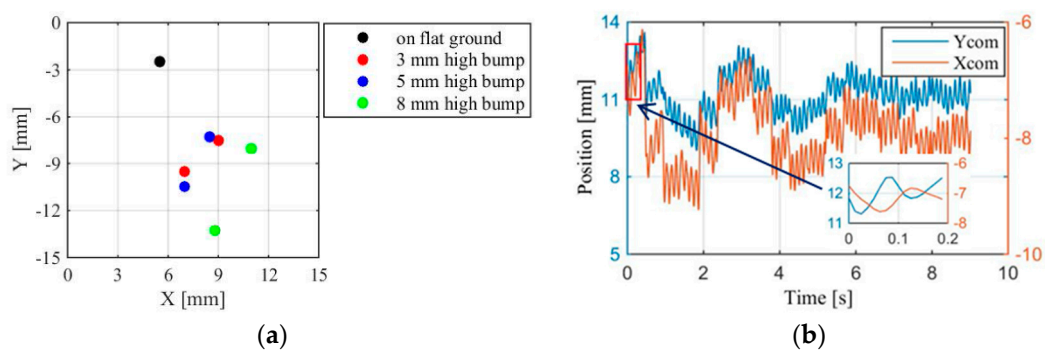 0
-3
-6
-9
-12
-15
0 3 6 9 12 15
Y [mm]
X [mm]
on flat ground
3 mm high bump
5 mm high bump
8 mm high bump
(a)
14
11
8
5
Position [mm]
-6
-8
-10
Ycom
Xcom
13
12
11
-6
-7
-8
0 0.1 0.2
0 2 4 6 8 10
Time [s]
(b)